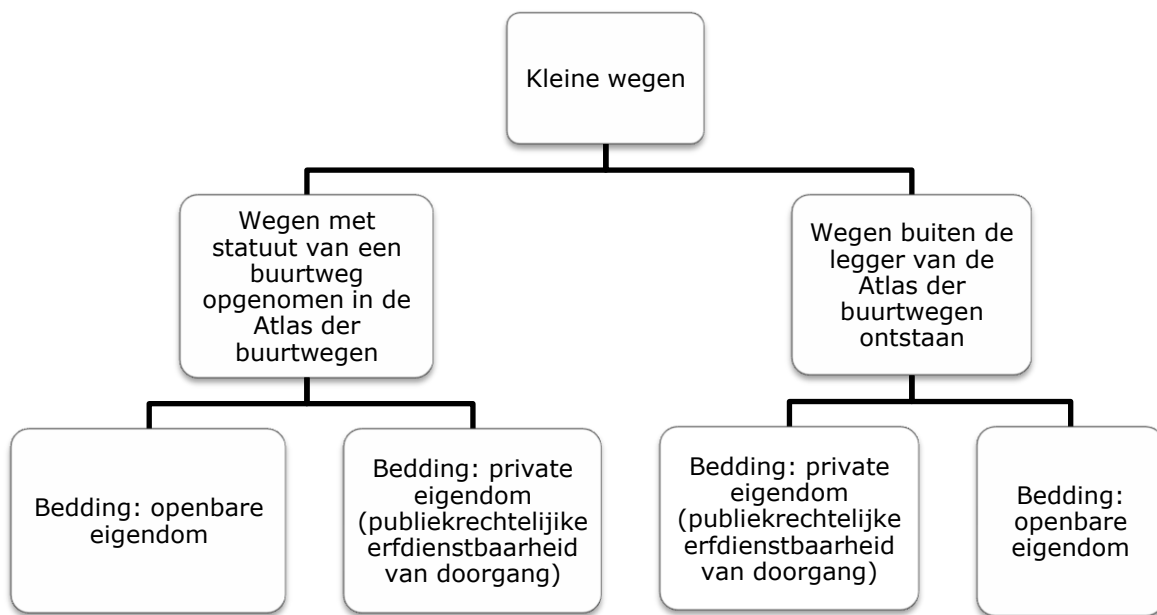 Kleine wegen
Wegen met
statuut van een
buurtweg
opgenomen in de
Atlas der
buurtwegen
Wegen buiten de
legger van de
Atlas der
buurtwegen
ontstaan
Bedding: openbare
eigendom
Bedding: private
eigendom
(publiekrechtelijike
erfdienstbaarheid
van doorgang)
Bedding: private
eigendom
(publiekrechtelijke
erfdienstbaarheid
van doorgang)
Bedding:
openbare
eigendom